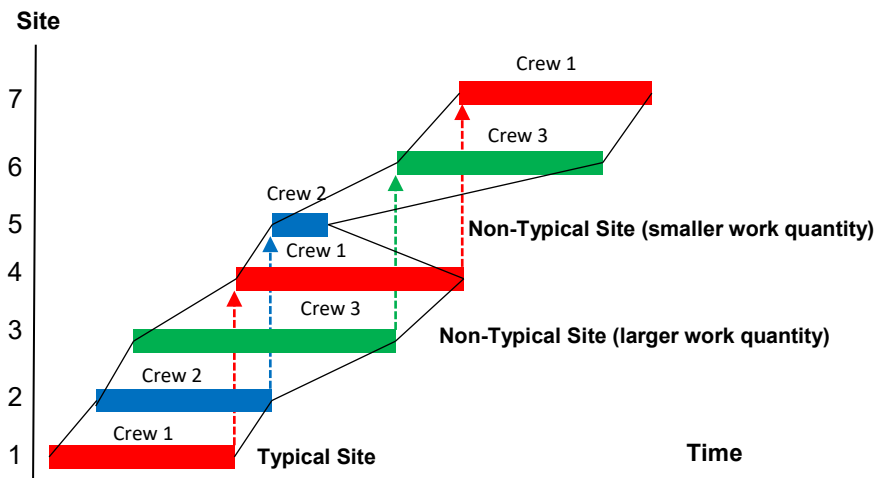 Site
Crew 1
7
Crew 3
6
Crew 2
5
Non-Typical Site (smaller work quantity)
Crew 1
4
Crew 3
3
Non-Typical Site (larger work quantity)
Crew 2
2
Crew 1
1
Typical Site
Time